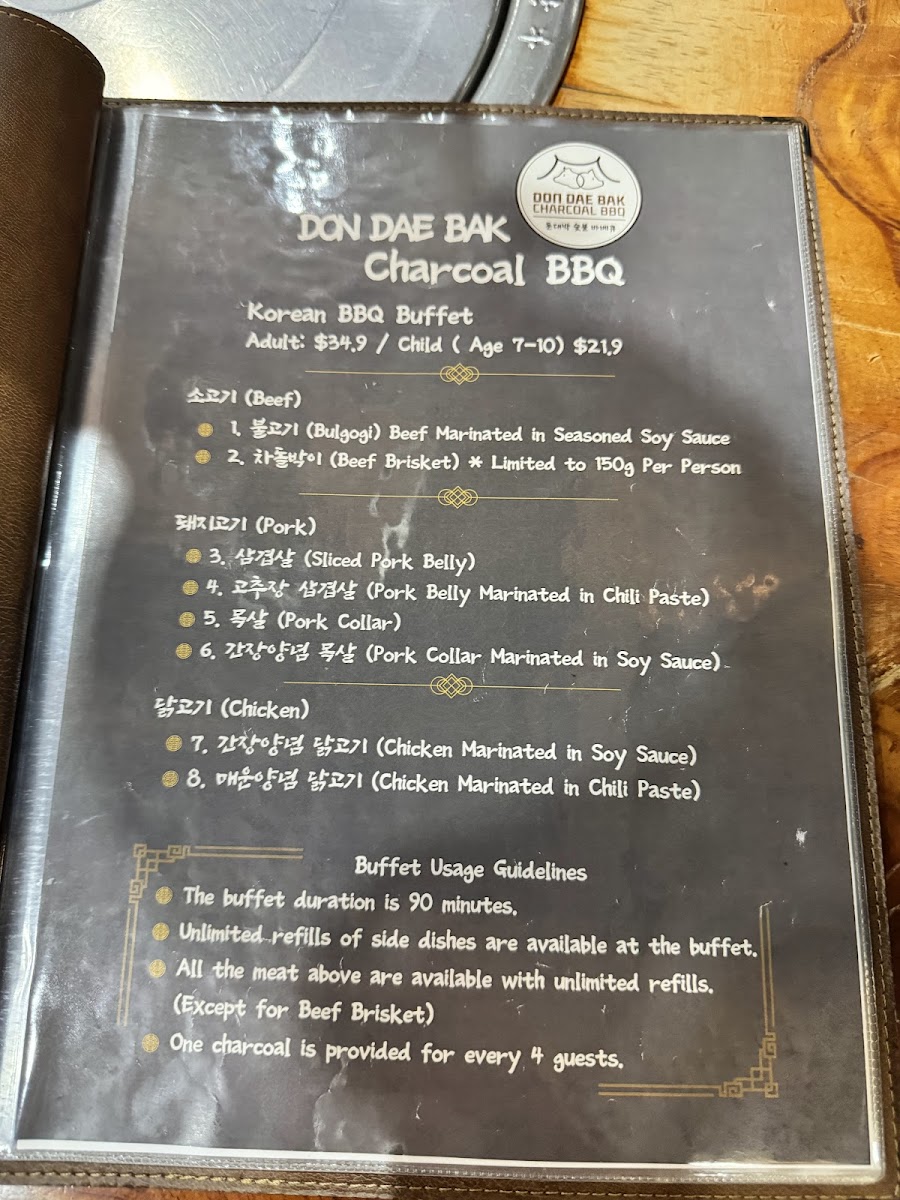 DON DAE BAK
CHARCOAL BBQ
돈대박 숯불 바베큐
DON DAE BAK
Charcoal BBQ
Korean BBQ Buffet
Adult: $34.9 / Child ( Age 7-10) $21.9
소고기 (Beef)
1. 불고기 (Bulgogi) Beef Marinated in Seasoned Soy Sauce
2. 차돌박이 (Beef Brisket) * Limited to 150g Per Person
돼지고기 (Pork)
3. 삼겹살 (Sliced Pork Belly)
4. 고추장 삼겹살 (Pork Belly Marinated in Chili Paste)
5. 목살 (Pork Collar)
6. 간장양념 목살 (Pork Collar Marinated in Soy Sauce)
닭고기 (Chicken)
7. 간장양념 닭고기 (Chicken Marinated in Soy Sauce)
8. 매운양념 닭고기 (Chicken Marinated in Chili Paste)
Buffet Usage Guidelines
The buffet duration is 90 minutes.
Unlimited refills of side dishes are available at the buffet.
All the meat above are available with unlimited refills.
(Except for Beef Brisket)
One charcoal is provided for every 4 guests.